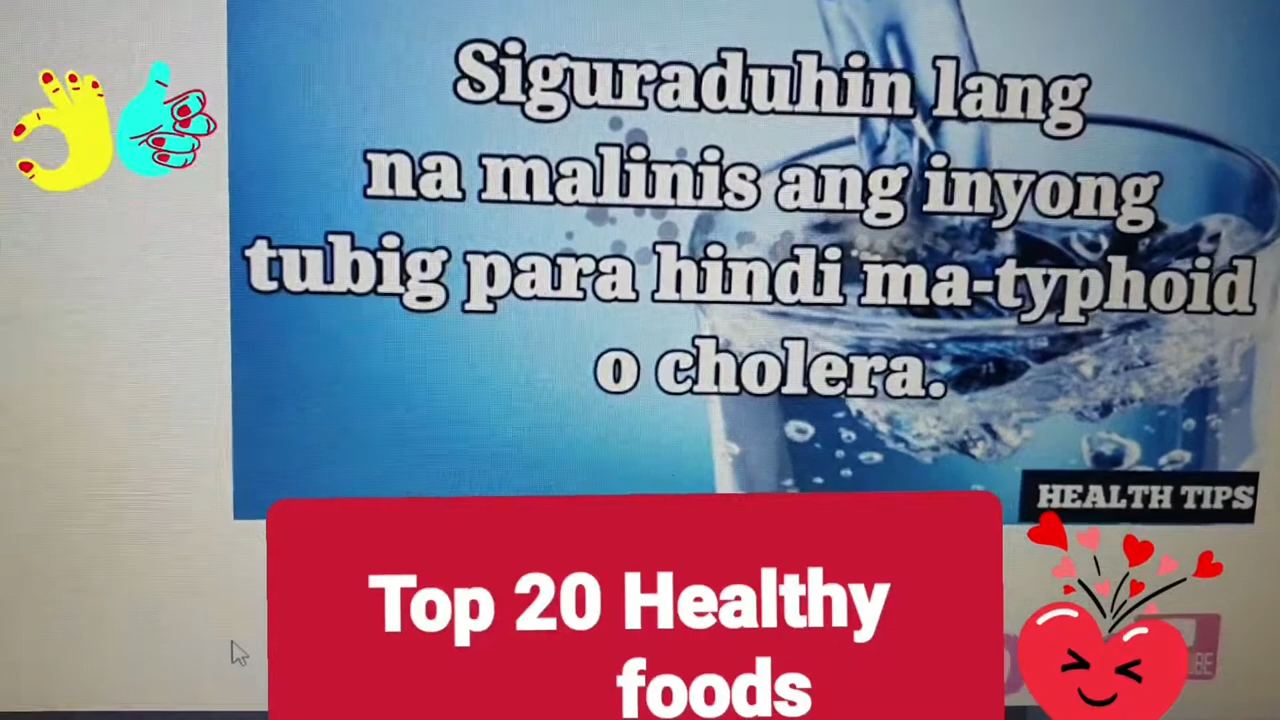 Siguraduhin lang
na malinis ang inyong
tubig para hindi ma-typhoid
o cholera.
HEALTH TIPS
Top 20 Healthy
foods